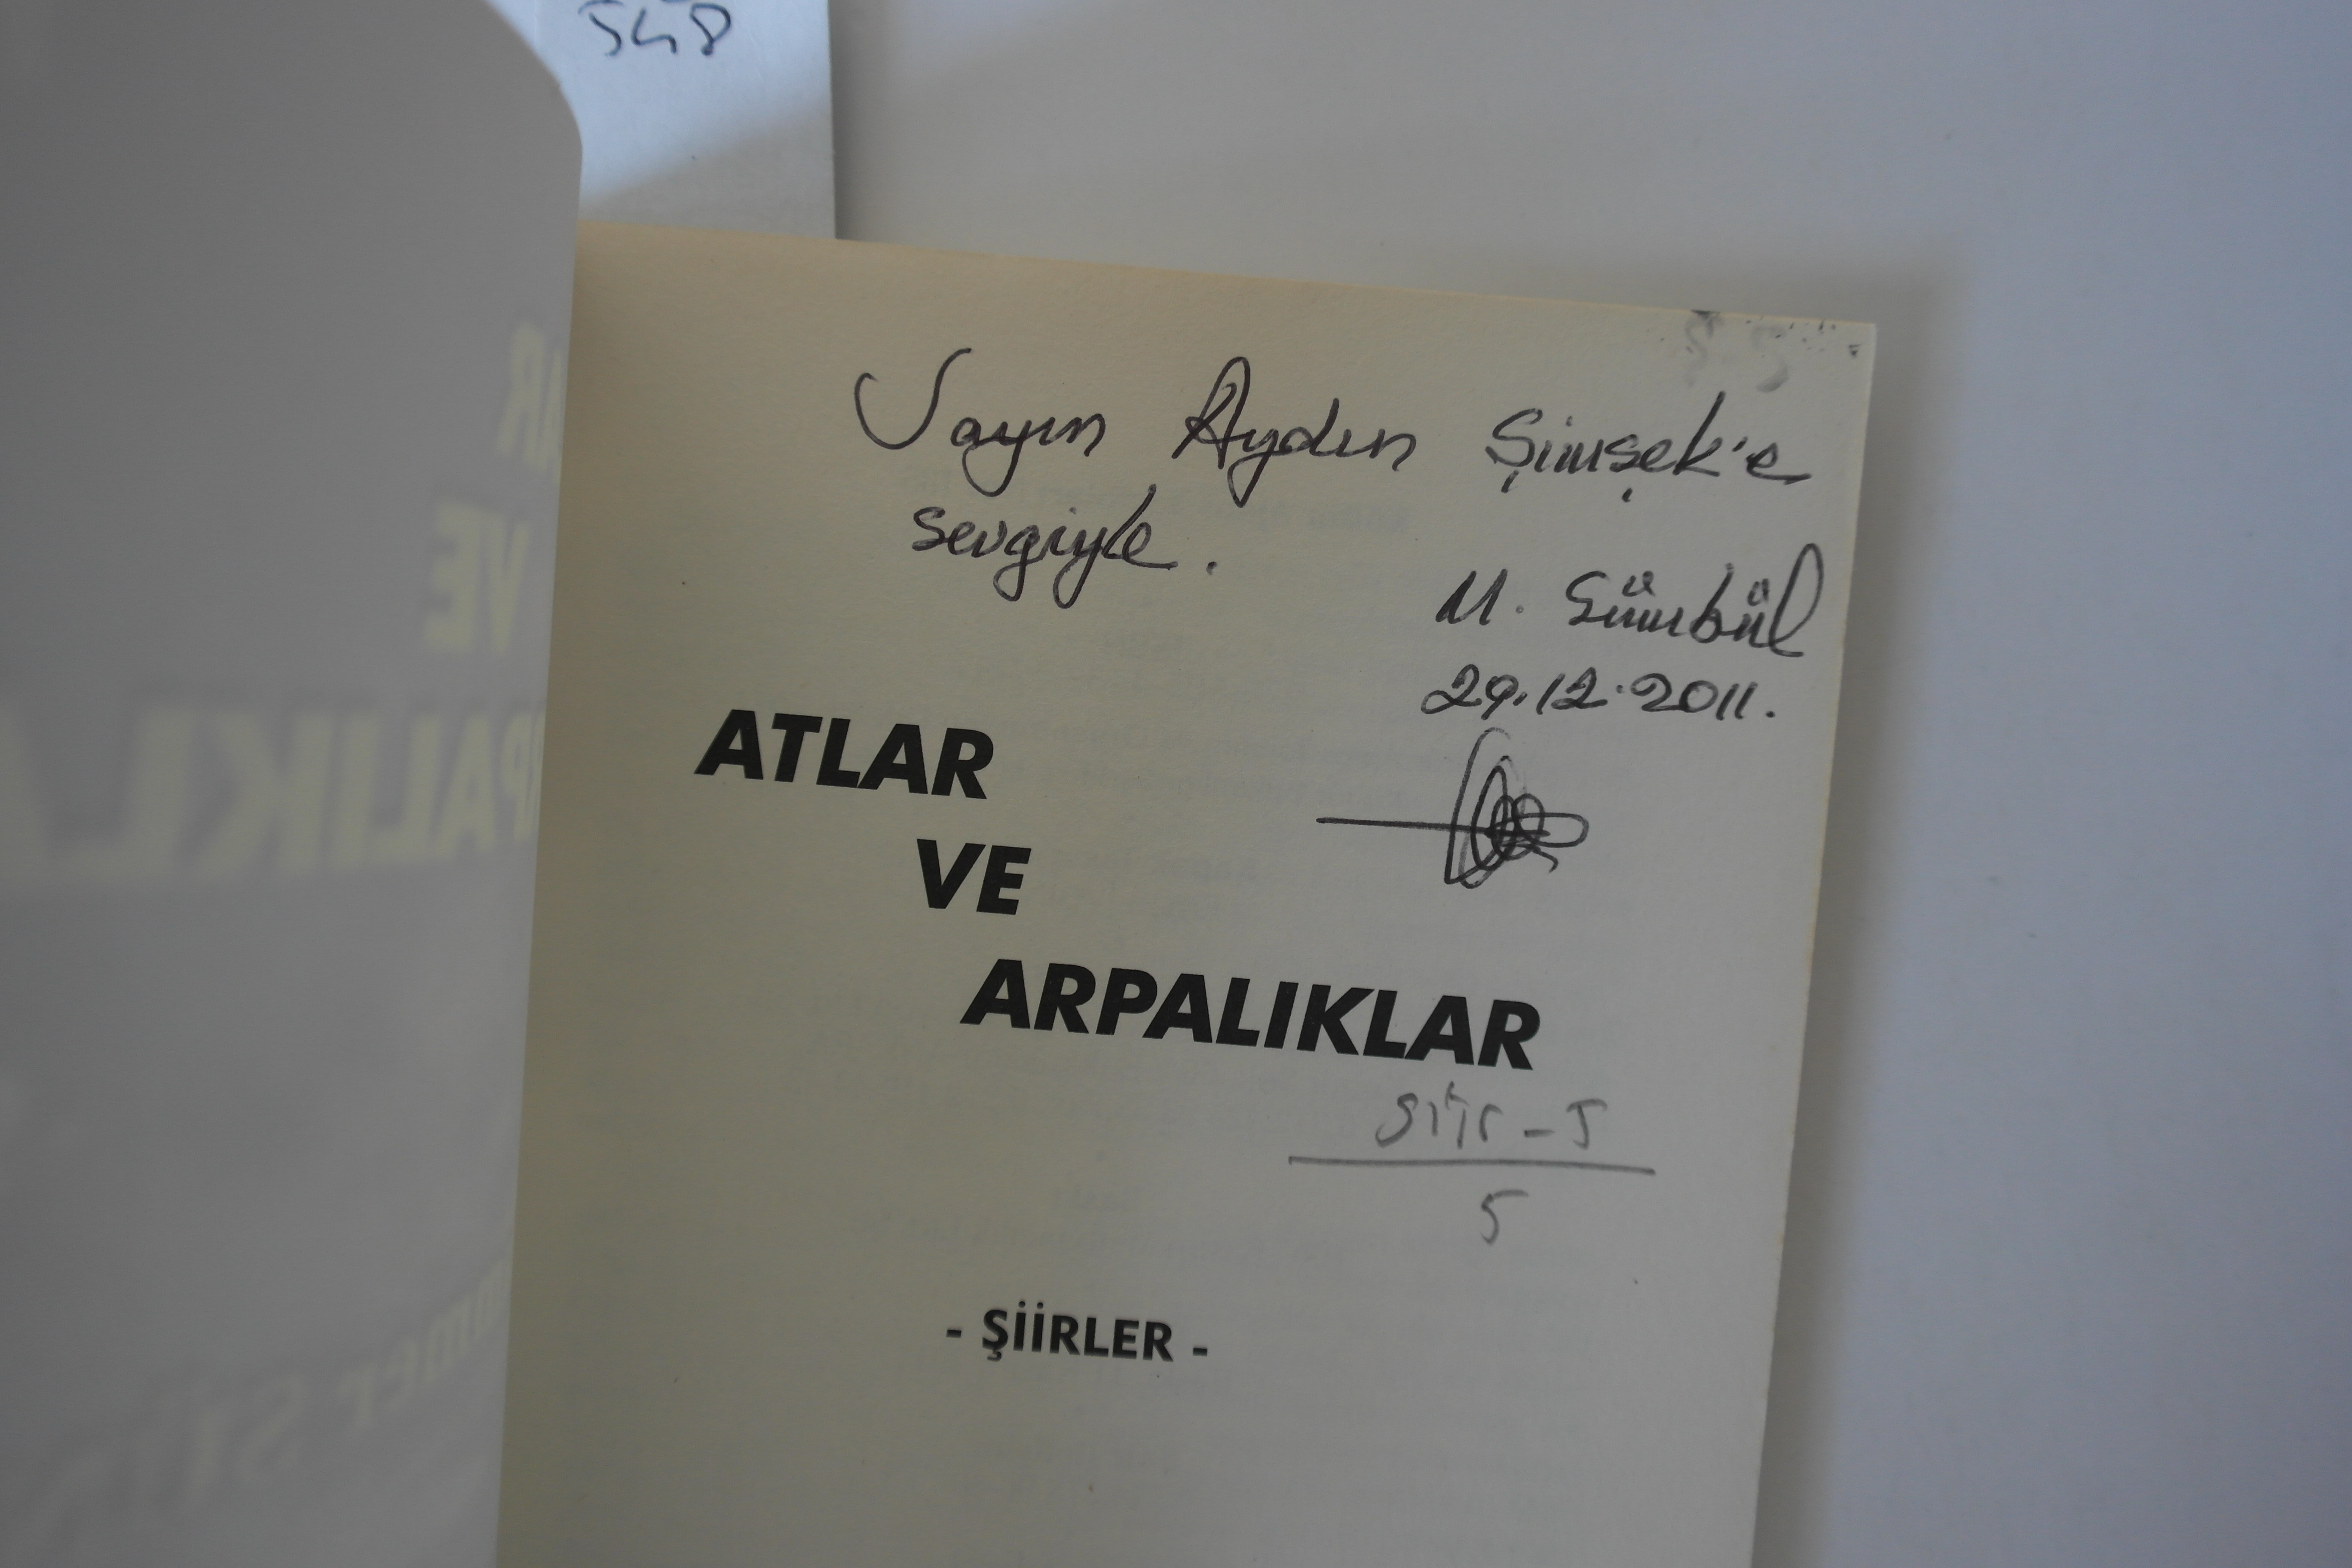 548
Sayın Aydın Şimşek'e
sevgiyle.
M. Sümbül
29.12.2011.
ATLAR
VE
ARPALIKLAR
şiir - 5
5
- ŞİİRLER -